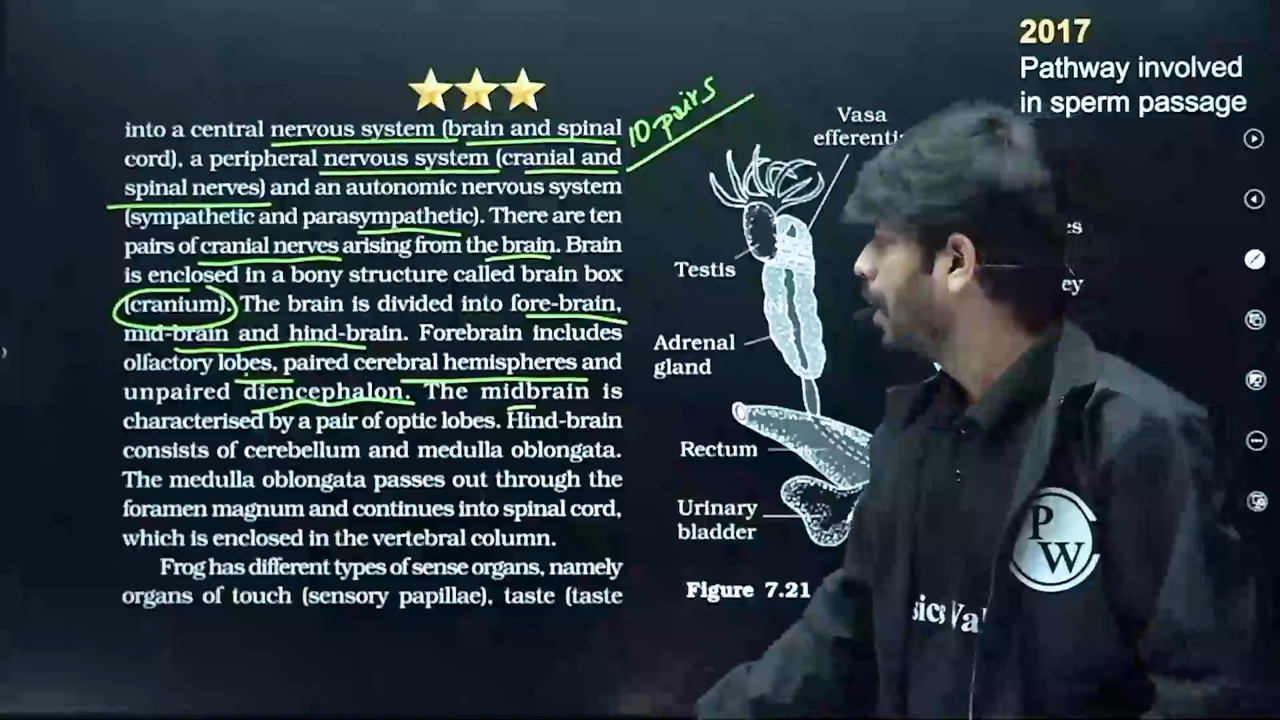 2017
Pathway involved
in sperm passage
10 pairs
into a central nervous system (brain and spinal
cord), a peripheral nervous system (cranial and
spinal nerves) and an autonomic nervous system
(sympathetic and parasympathetic). There are ten
pairs of cranial nerves arising from the brain. Brain
is enclosed in a bony structure called brain box
(cranium). The brain is divided into fore-brain,
mid-brain and hind-brain. Forebrain includes
olfactory lobes, paired cerebral hemispheres and
unpaired diencephalon. The midbrain is
characterised by a pair of optic lobes. Hind-brain
consists of cerebellum and medulla oblongata.
The medulla oblongata passes out through the
foramen magnum and continues into spinal cord,
which is enclosed in the vertebral column.
Frog has different types of sense organs, namely
organs of touch (sensory papillae), taste (taste
Vasa
efferenti
Testis
Adrenal
gland
Rectum
Urinary
bladder
Figure 7.21
es
ey
P
W
sics Wal